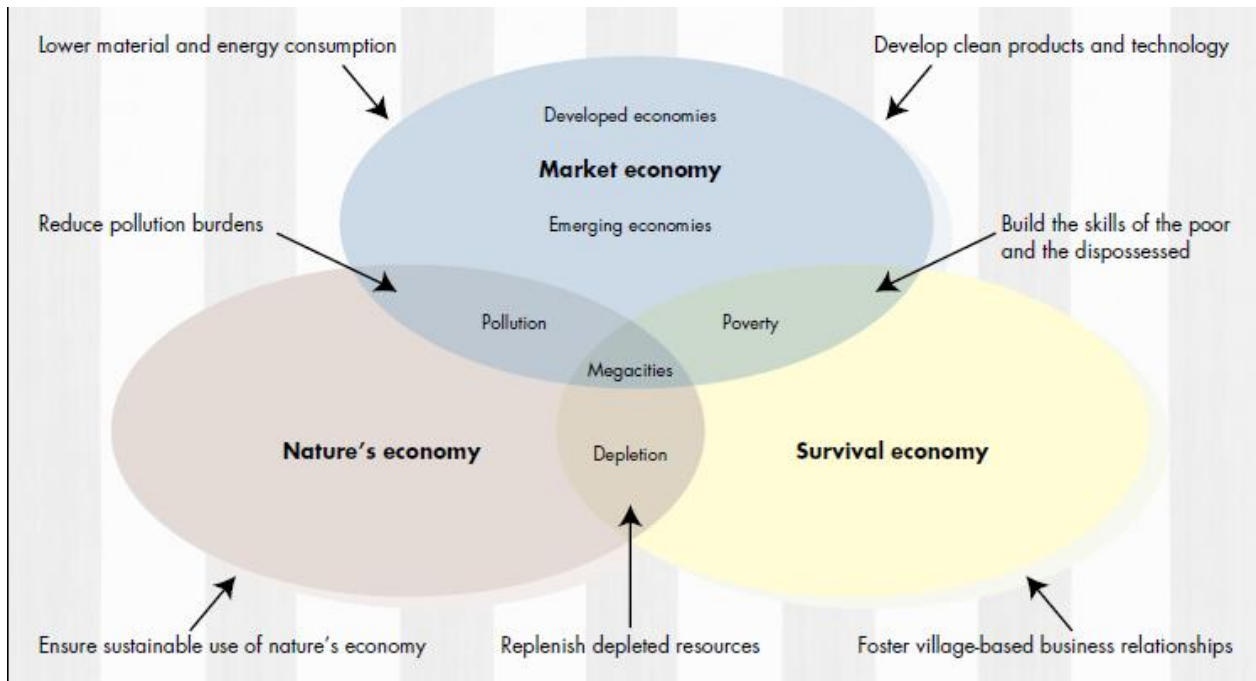 Lower material and energy consumption
Develop clean products and technology
Developed economies
Market economy
Reduce pollution burdens
Emerging economies
Build the skills of the poor
and the dispossessed
Pollution
Poverty
Megacities
Nature's economy
Depletion
Survival economy
Ensure sustainable use of nature's economy
Replenish depleted resources
Foster village-based business relationships